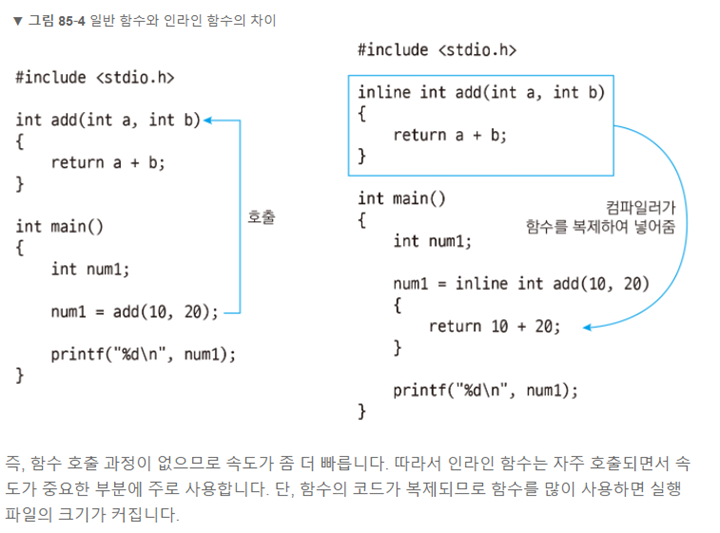 ▼ 그림 85-4 일반 함수와 인라인 함수의 차이
#include <stdio.h>
int add(int a, int b)
{
    return a + b;
}
int main()
{
    int num1;
    num1 = add(10, 20);
    printf("%d\n", num1);
}
호출
#include <stdio.h>
inline int add(int a, int b)
{
    return a + b;
}
int main()
{
    int num1;
    num1 = inline int add(10, 20)
    {
        return 10 + 20;
    }
    printf("%d\n", num1);
}
컴파일러가
함수를 복제하여 넣어줌
즉, 함수 호출 과정이 없으므로 속도가 좀 더 빠릅니다. 따라서 인라인 함수는 자주 호출되면서 속
도가 중요한 부분에 주로 사용합니다. 단, 함수의 코드가 복제되므로 함수를 많이 사용하면 실행
파일의 크기가 커집니다.